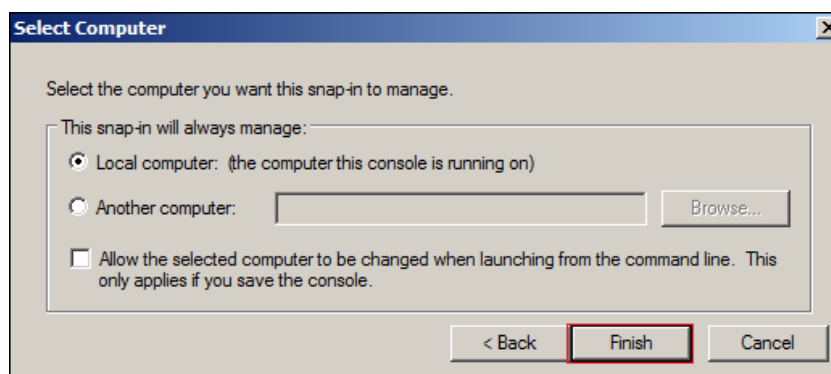 Select Computer
Select the computer you want this snap-in to manage.
This snap-in will always manage:
Local computer: (the computer this console is running on)
Another computer:
Browse...
Allow the selected computer to be changed when launching from the command line. This
only applies if you save the console.
< Back
Finish
Cancel